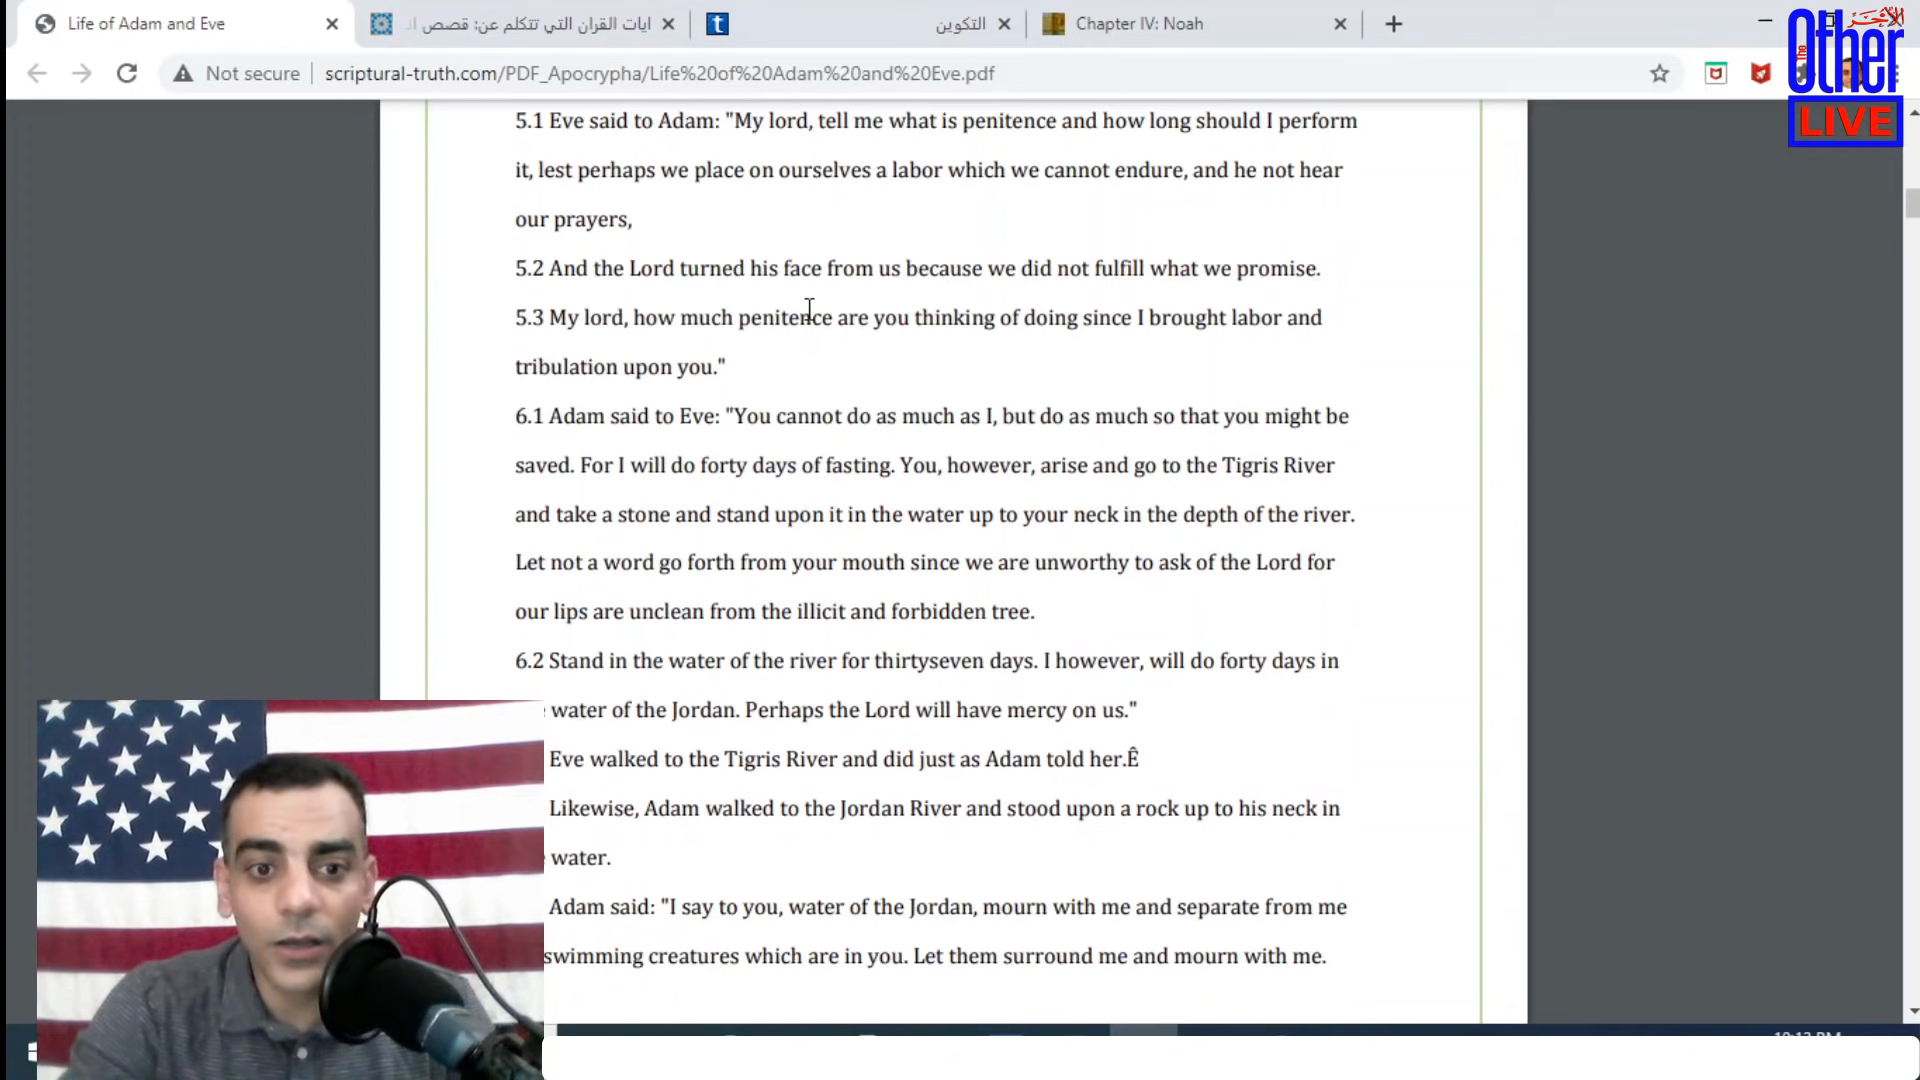 Life of Adam and Eve
ايات القران التي تتكلم عن: قصص ا
التكوين
Chapter IV: Noah
الآخر
the Other
LIVE
Not secure
scriptural-truth.com/PDF_Apocrypha/Life%20of%20Adam%20and%20Eve.pdf
5.1 Eve said to Adam: "My lord, tell me what is penitence and how long should I perform
it, lest perhaps we place on ourselves a labor which we cannot endure, and he not hear
our prayers,
5.2 And the Lord turned his face from us because we did not fulfill what we promise.
5.3 My lord, how much penitence are you thinking of doing since I brought labor and
tribulation upon you."
6.1 Adam said to Eve: "You cannot do as much as I, but do as much so that you might be
saved. For I will do forty days of fasting. You, however, arise and go to the Tigris River
and take a stone and stand upon it in the water up to your neck in the depth of the river.
Let not a word go forth from your mouth since we are unworthy to ask of the Lord for
our lips are unclean from the illicit and forbidden tree.
6.2 Stand in the water of the river for thirtyseven days. I however, will do forty days in
water of the Jordan. Perhaps the Lord will have mercy on us."
Eve walked to the Tigris River and did just as Adam told her.Ê
Likewise, Adam walked to the Jordan River and stood upon a rock up to his neck in
water.
Adam said: "I say to you, water of the Jordan, mourn with me and separate from me
swimming creatures which are in you. Let them surround me and mourn with me.